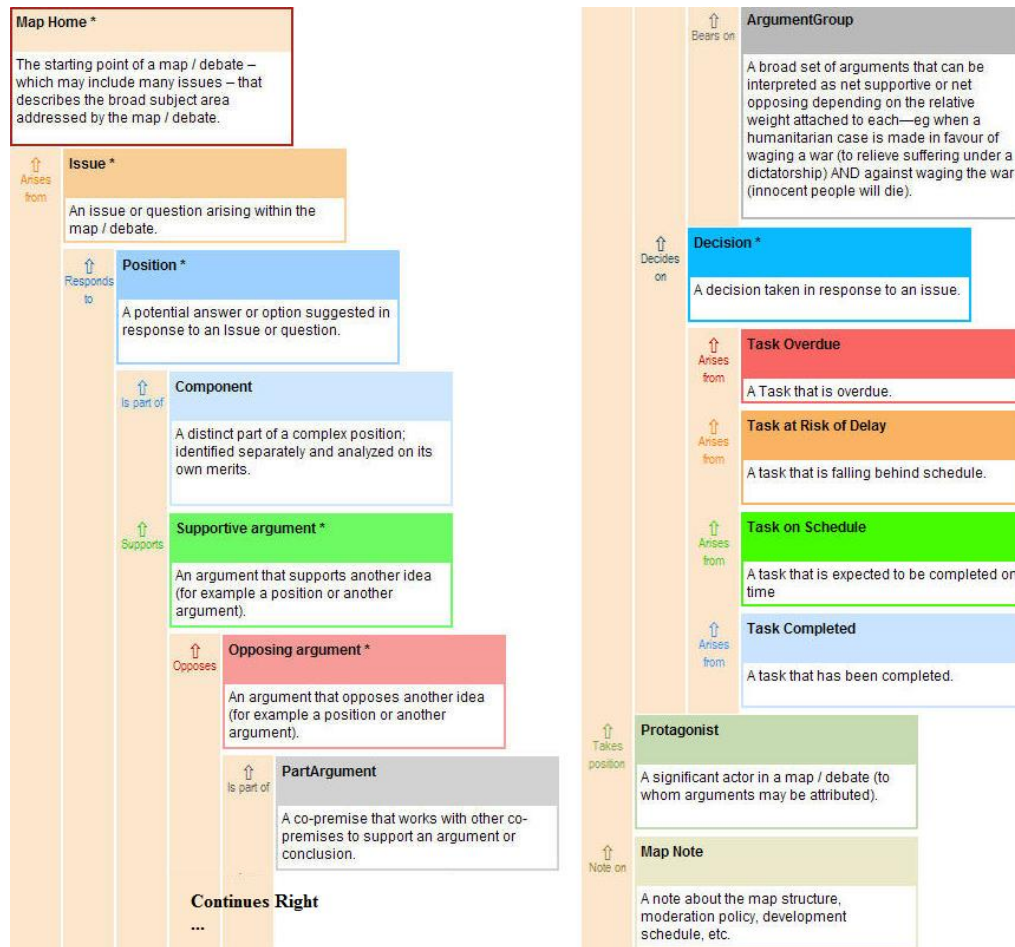 Map Home *
The starting point of a map / debate –
which may include many issues – that
describes the broad subject area
addressed by the map / debate.
Arises
from
Issue *
An issue or question arising within the
map / debate.
Responds
to
Position *
A potential answer or option suggested in
response to an Issue or question.
Is part of
Component
A distinct part of a complex position;
identified separately and analyzed on its
own merits.
Supports
Supportive argument *
An argument that supports another idea
(for example a position or another
argument).
Opposes
Opposing argument *
An argument that opposes another idea
(for example a position or another
argument).
Is part of
PartArgument
A co-premise that works with other co-
premises to support an argument or
conclusion.
Continues Right
...
Bears on
ArgumentGroup
A broad set of arguments that can be
interpreted as net supportive or net
opposing depending on the relative
weight attached to each—eg when a
humanitarian case is made in favour of
waging a war (to relieve suffering under a
dictatorship) AND against waging the war
(innocent people will die).
Decides
on
Decision *
A decision taken in response to an issue.
Arises
from
Task Overdue
A Task that is overdue.
Arises
from
Task at Risk of Delay
A task that is falling behind schedule.
Arises
from
Task on Schedule
A task that is expected to be completed on
time
Arises
from
Task Completed
A task that has been completed.
Takes
position
Protagonist
A significant actor in a map / debate (to
whom arguments may be attributed).
Note on
Map Note
A note about the map structure,
moderation policy, development
schedule, etc.